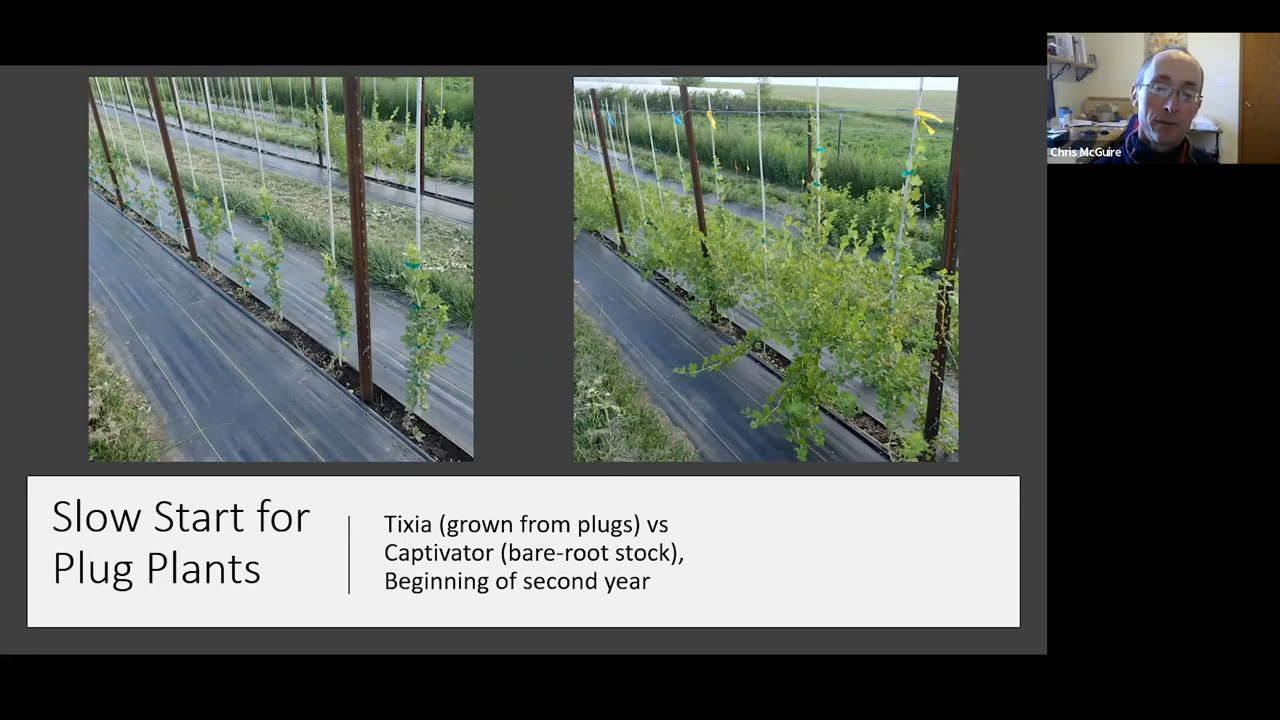 Chris McGuire
Slow Start for
Plug Plants
Tixia (grown from plugs) vs
Captivator (bare-root stock),
Beginning of second year